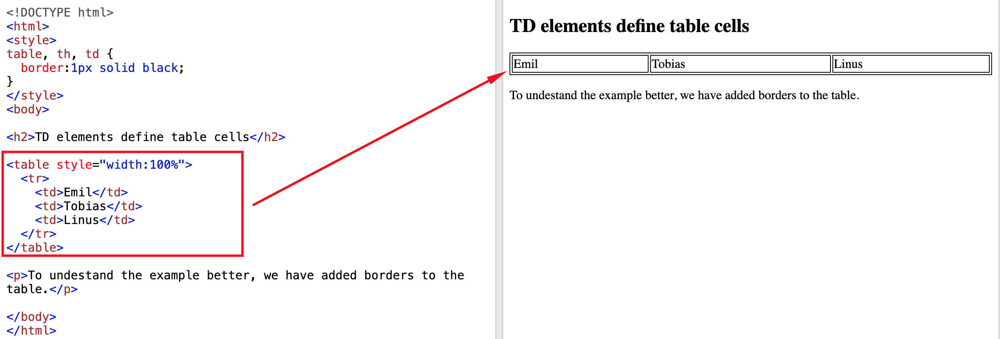 <!DOCTYPE html>
<html>
<style>
table, th, td {
  border:1px solid black;
}
</style>
<body>

<h2>TD elements define table cells</h2>

<table style="width:100%">
  <tr>
    <td>Emil</td>
    <td>Tobias</td>
    <td>Linus</td>
  </tr>
</table>

<p>To undestand the example better, we have added borders to the
table.</p>

</body>
</html>
TD elements define table cells
Emil Tobias Linus
To undestand the example better, we have added borders to the table.